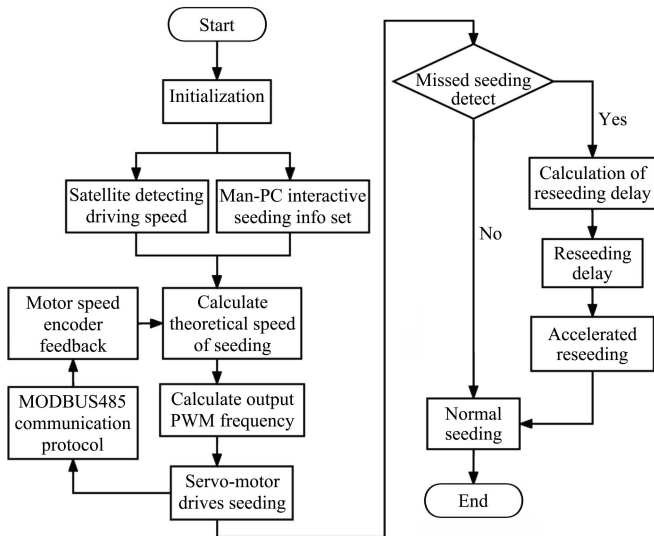 Start
Initialization
Satellite detecting
driving speed
Man-PC interactive
seeding info set
Motor speed
encoder
feedback
Calculate
theoretical speed
of seeding
MODBUS485
communication
protocol
Calculate output
PWM frequency
Servo-motor
drives seeding
Missed seeding
detect
Yes
No
Calculation of
reseeding delay
Reseeding
delay
Accelerated
reseeding
Normal
seeding
End